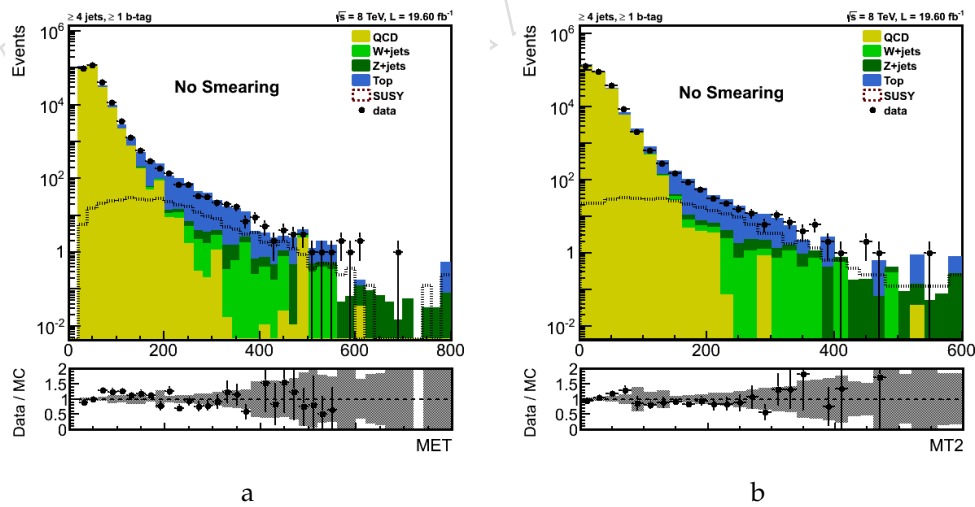 ≥ 4 jets, ≥ 1 b-tag
√s = 8 TeV, L = 19.60 fb⁻¹
Events
10⁶
10⁴
10²
1
10⁻²
No Smearing
QCD
W+jets
Z+jets
Top
SUSY
data
0 200 400 600 800
Data / MC
2
1.5
1
0.5
0
MET
a
≥ 4 jets, ≥ 1 b-tag
√s = 8 TeV, L = 19.60 fb⁻¹
Events
10⁶
10⁴
10²
1
10⁻²
No Smearing
QCD
W+jets
Z+jets
Top
SUSY
data
0 200 400 600
Data / MC
2
1.5
1
0.5
0
MT2
b